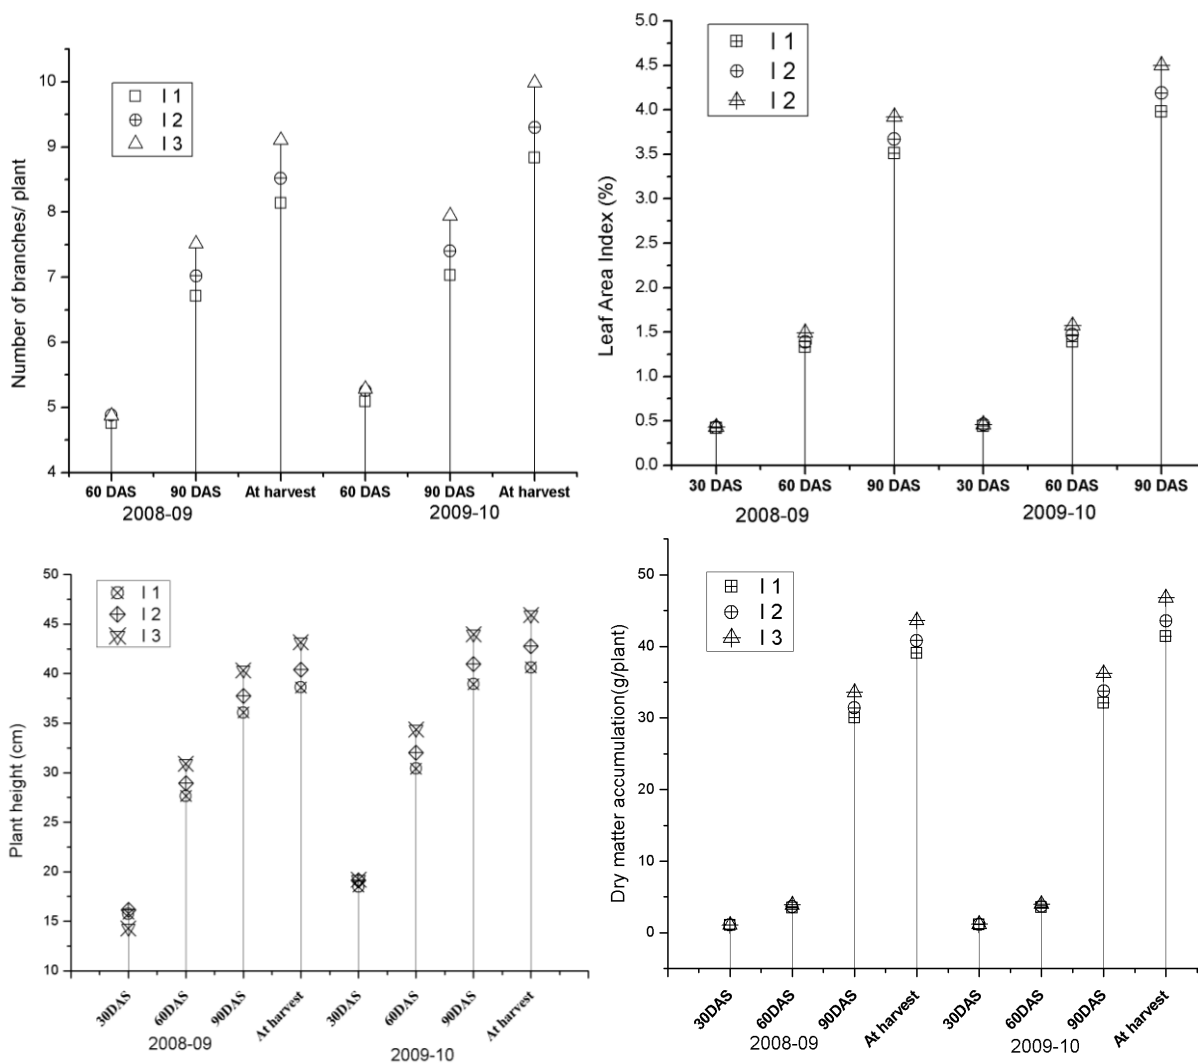 Number of branches/ plant
10
9
8
7
6
5
4
I 1
I 2
I 3
60 DAS 90 DAS At harvest 60 DAS 90 DAS At harvest
2008-09 2009-10
Leaf Area Index (%)
5.0
4.5
4.0
3.5
3.0
2.5
2.0
1.5
1.0
0.5
0.0
I 1
I 2
I 2
30 DAS 60 DAS 90 DAS 30 DAS 60 DAS 90 DAS
2008-09 2009-10
Plant height (cm)
50
45
40
35
30
25
20
15
10
I 1
I 2
I 3
30DAS 60DAS 90DAS At harvest 30DAS 60DAS 90DAS At harvest
2008-09 2009-10
Dry matter accumulation(g/plant)
50
40
30
20
10
0
I 1
I 2
I 3
30DAS 60DAS 90DAS At harvest 30DAS 60DAS 90DAS At harvest
2008-09 2009-10